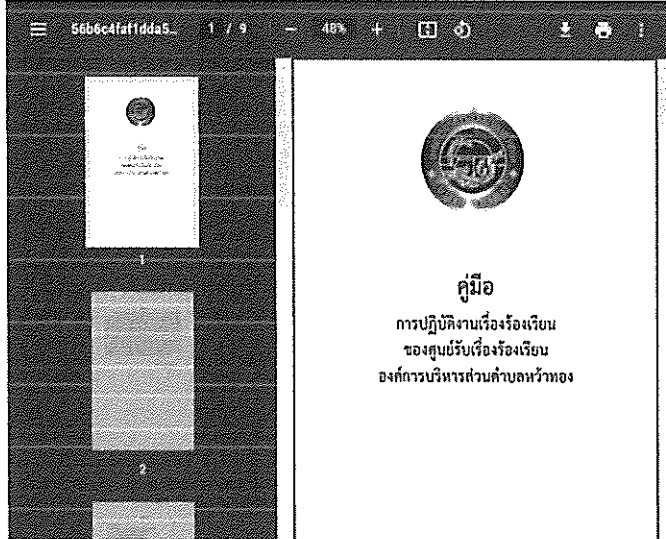 56b6c4faf1dda5... 1 / 9 48%
1
2
คู่มือ
การปฏิบัติงานเรื่องร้องเรียน
ของศูนย์รับเรื่องร้องเรียน
องค์การบริหารส่วนตำบลหว้าทอง